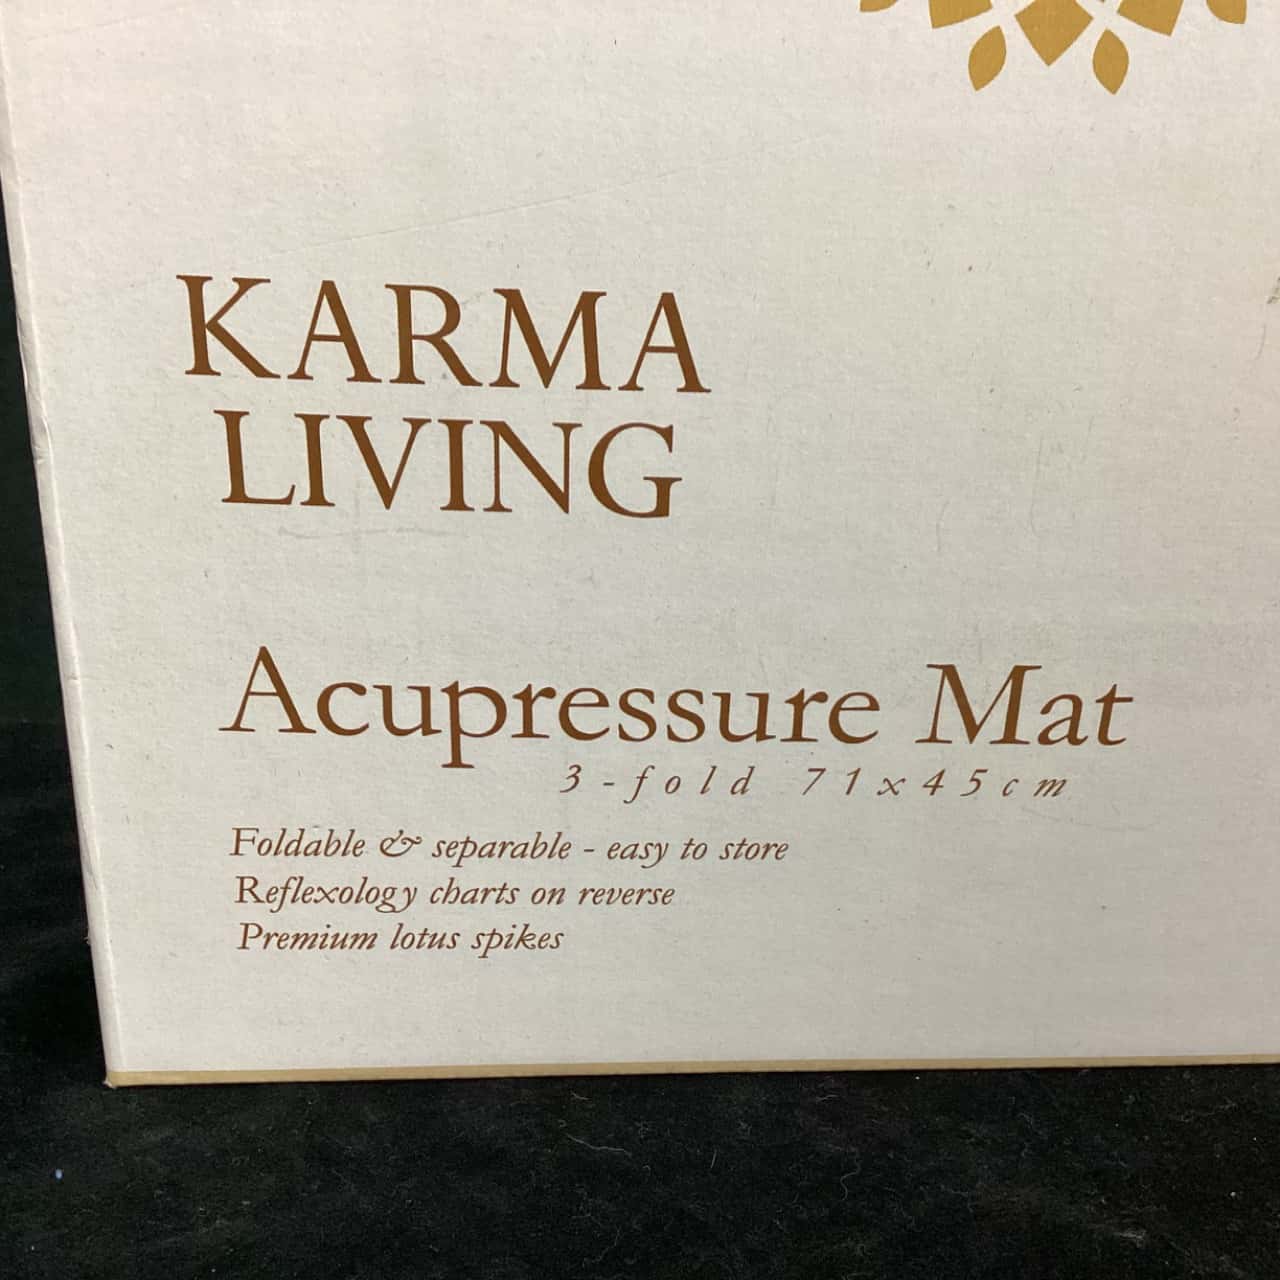 KARMA
LIVING
Acupressure Mat
3-fold 71x45cm
Foldable & separable - easy to store
Reflexology charts on reverse
Premium lotus spikes